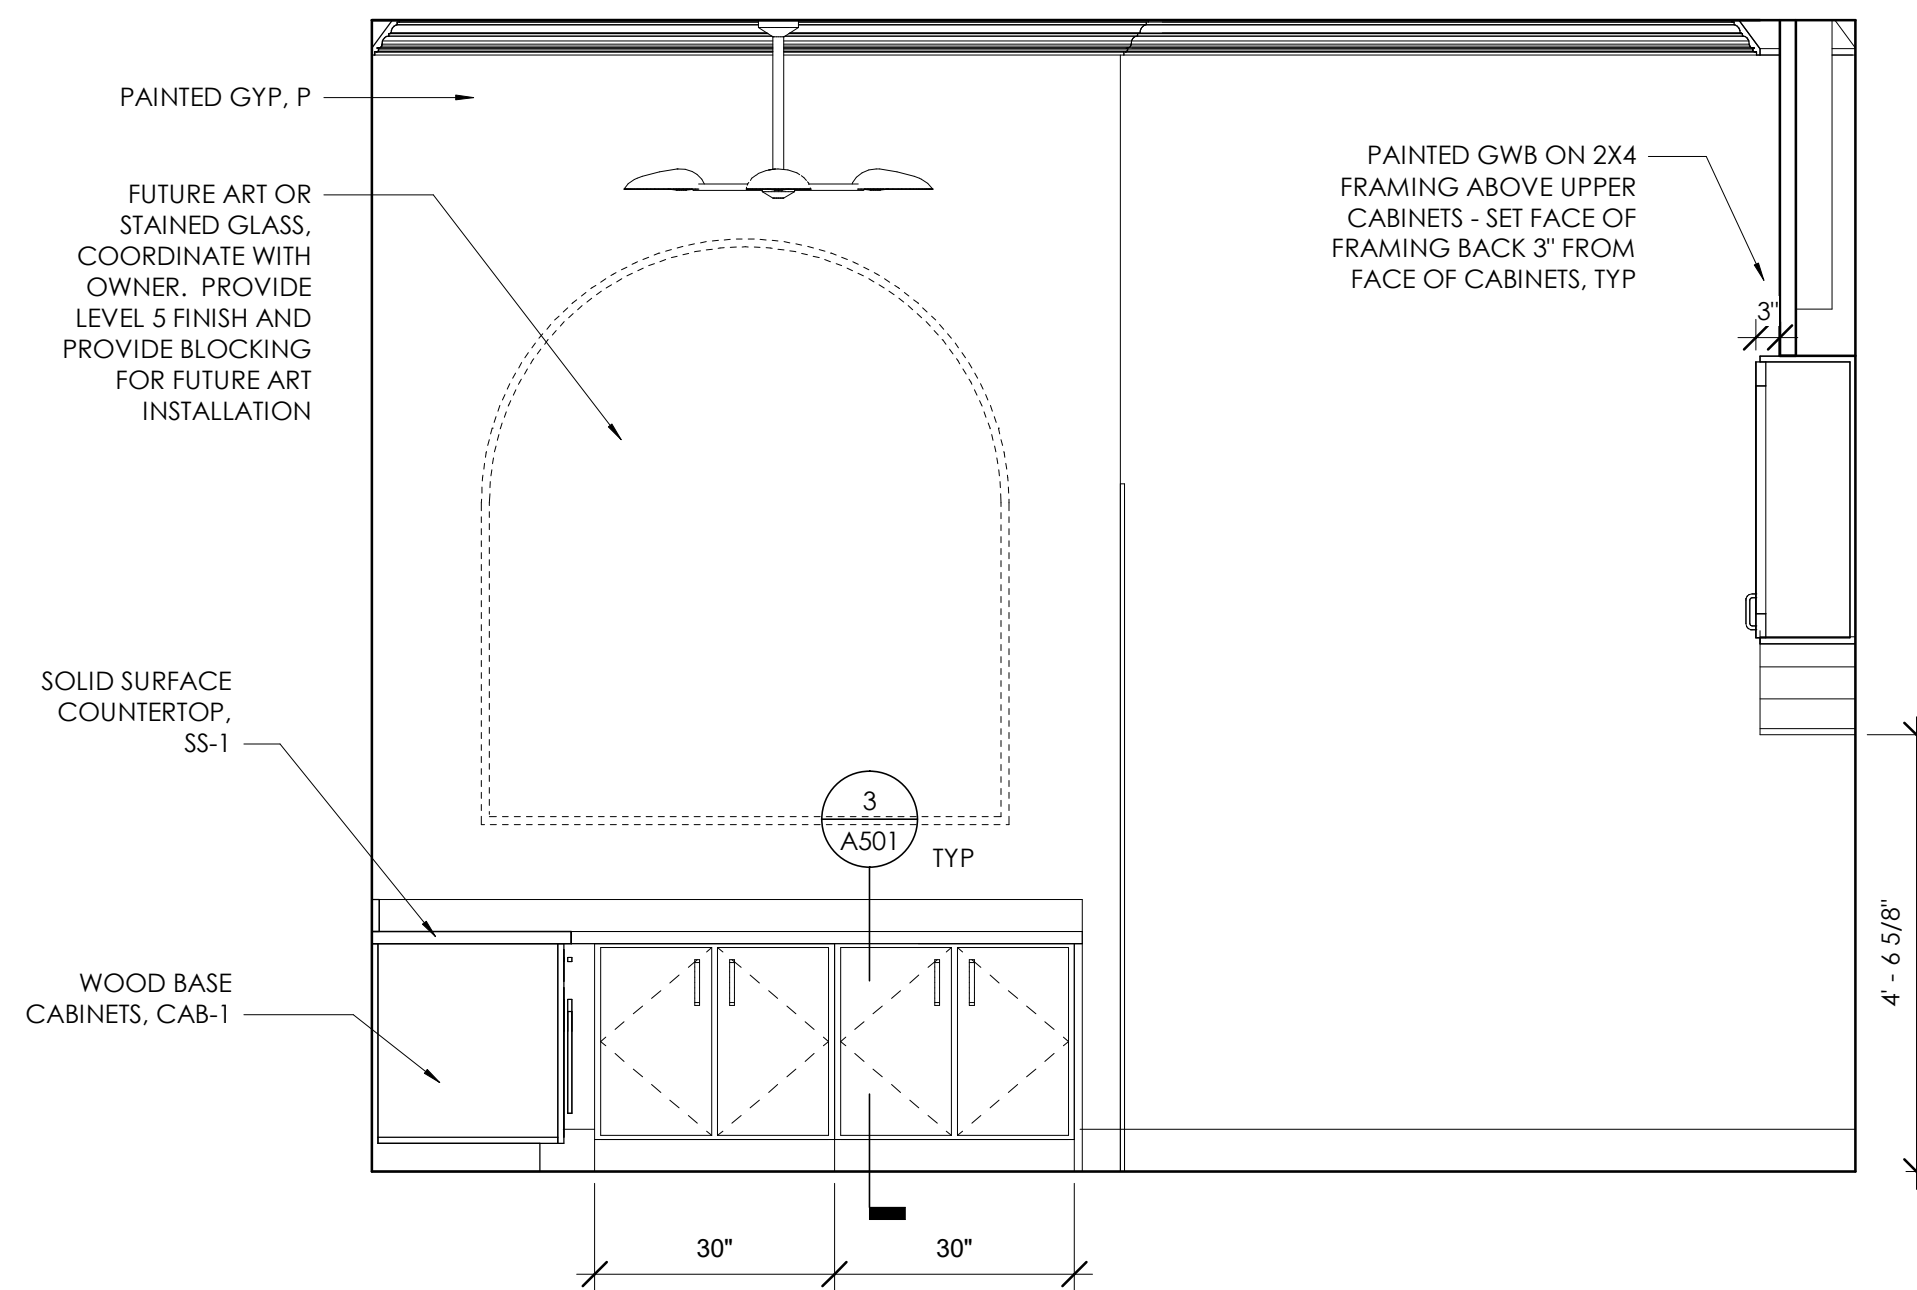 PAINTED GYP, P
FUTURE ART OR
STAINED GLASS,
COORDINATE WITH
OWNER.  PROVIDE
LEVEL 5 FINISH AND
PROVIDE BLOCKING
FOR FUTURE ART
INSTALLATION
PAINTED GWB ON 2X4
FRAMING ABOVE UPPER
CABINETS - SET FACE OF
FRAMING BACK 3" FROM
FACE OF CABINETS, TYP
3"
SOLID SURFACE
COUNTERTOP,
SS-1
3
A501
TYP
WOOD BASE
CABINETS, CAB-1
4' - 6 5/8"
30"
30"